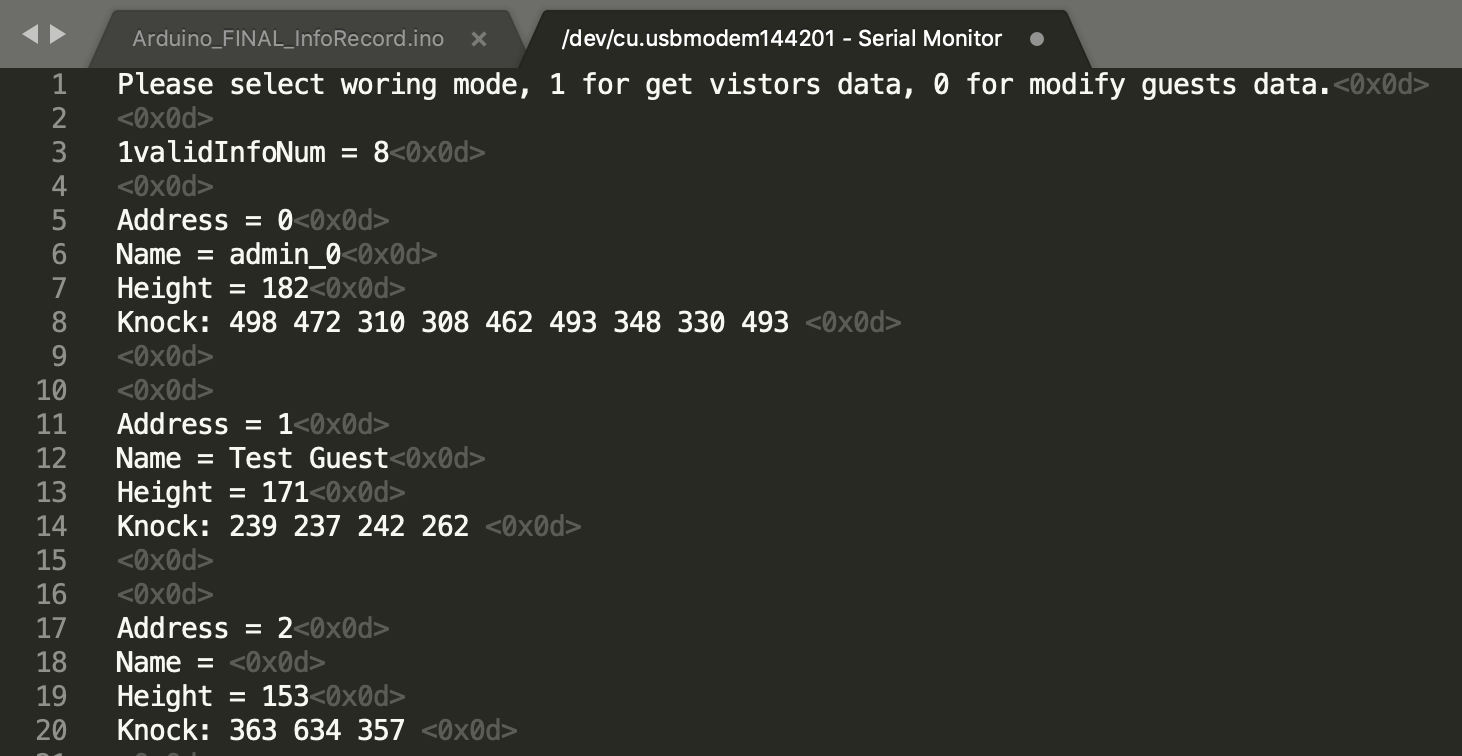 Arduino_FINAL_InfoRecord.ino × /dev/cu.usbmodem144201 - Serial Monitor
1 Please select woring mode, 1 for get vistors data, 0 for modify guests data.<0x0d>
2 <0x0d>
3 1validInfoNum = 8<0x0d>
4 <0x0d>
5 Address = 0<0x0d>
6 Name = admin_0<0x0d>
7 Height = 182<0x0d>
8 Knock: 498 472 310 308 462 493 348 330 493 <0x0d>
9 <0x0d>
10 <0x0d>
11 Address = 1<0x0d>
12 Name = Test Guest<0x0d>
13 Height = 171<0x0d>
14 Knock: 239 237 242 262 <0x0d>
15 <0x0d>
16 <0x0d>
17 Address = 2<0x0d>
18 Name = <0x0d>
19 Height = 153<0x0d>
20 Knock: 363 634 357 <0x0d>